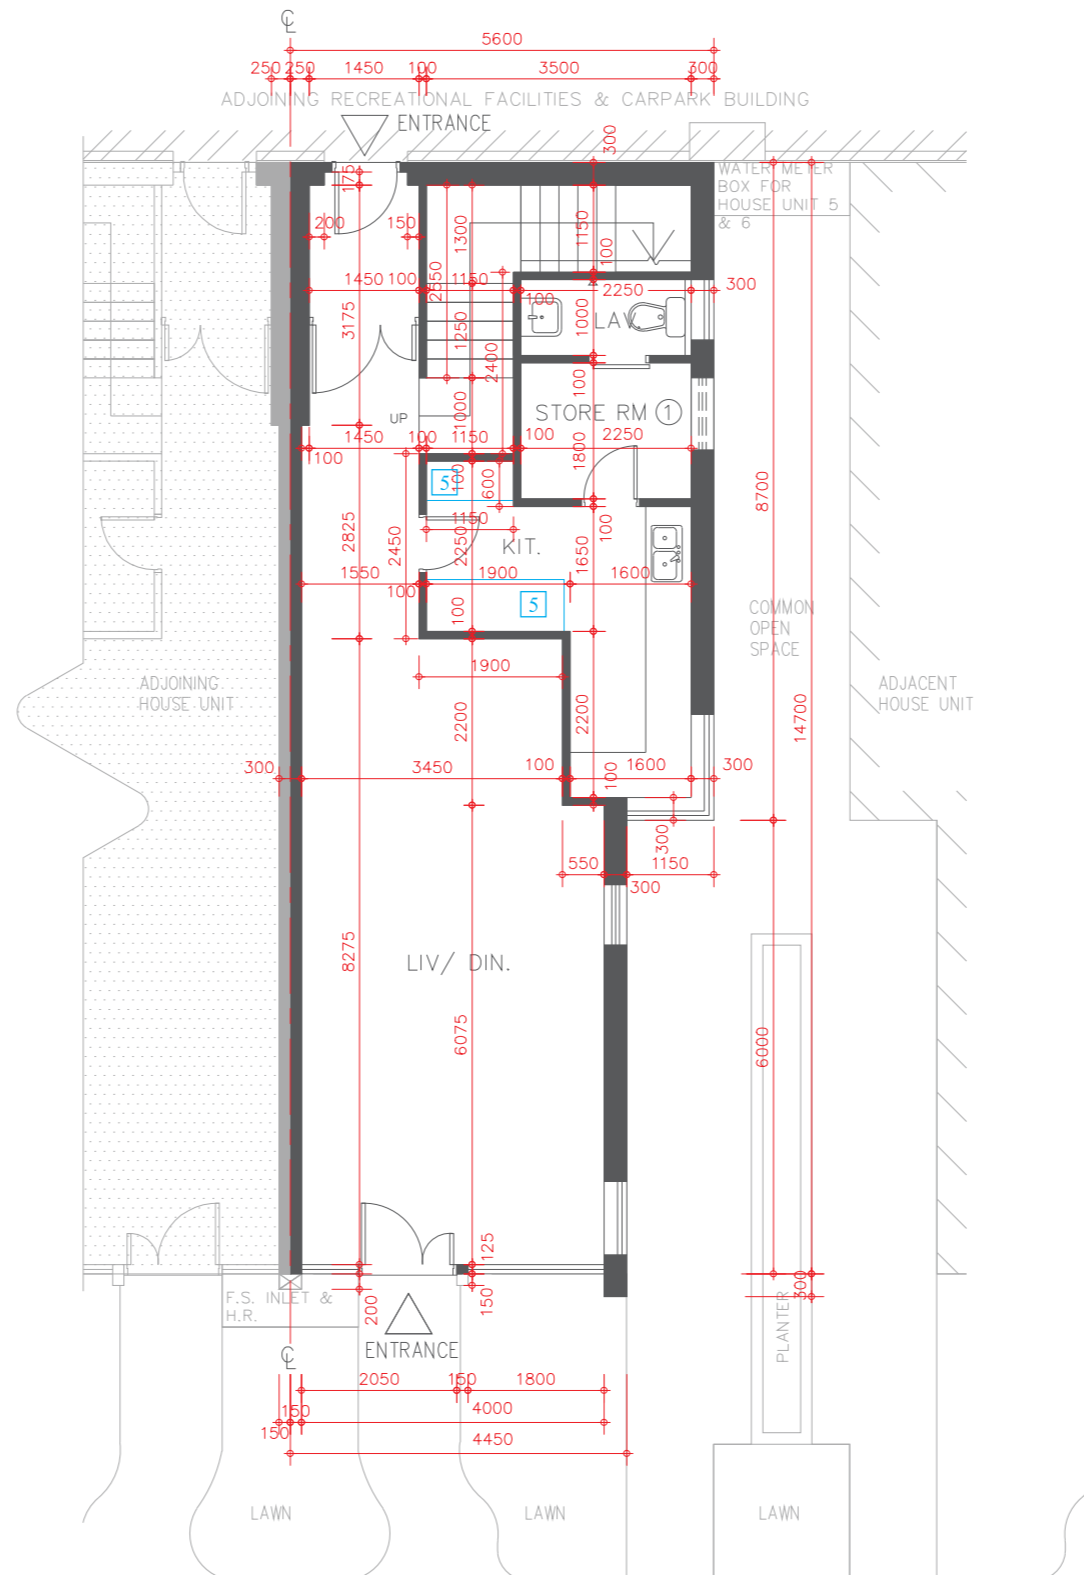 ℄
5600
250 250 1450 100 3500 300
ADJOINING RECREATIONAL FACILITIES & CARPARK BUILDING
ENTRANCE
300
175
WATER METER
BOX FOR
HOUSE UNIT 5
& 6
200
150
1300
1150
2550
100
1450 100 1150
100
2250
300
3175
1250
1000
LAV.
2400
100
UP
1000
STORE RM 1
1450 100 1150 100 2250
100
1800
8700
5
100
600
1150
100
2825
2450
2250
KIT.
1650
1550
100
1900
1600
5
100
COMMON
OPEN
SPACE
ADJOINING
HOUSE UNIT
1900
ADJACENT
HOUSE UNIT
2200
2200
14700
300
3450
100
1600
300
100
300
550
300
1150
8275
LIV/ DIN.
6075
6000
125
150
200
300
F.S. INLET &
H.R.
PLANTER
℄
ENTRANCE
2050 150 1800
150
4000
150
4450
LAWN
LAWN
LAWN